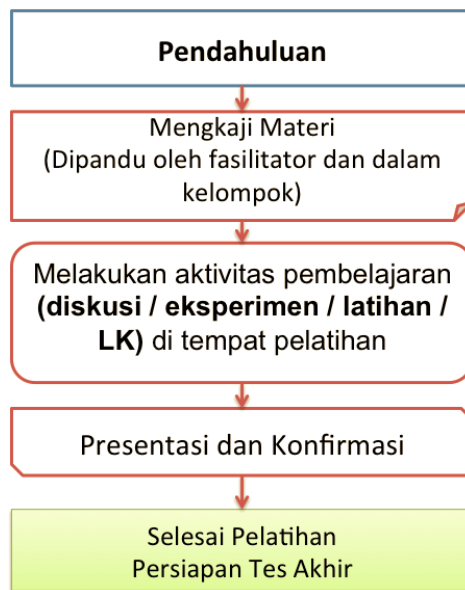 Pendahuluan
Mengkaji Materi
(Dipandu oleh fasilitator dan dalam
kelompok)
Melakukan aktivitas pembelajaran
(diskusi / eksperimen / latihan /
LK) di tempat pelatihan
Presentasi dan Konfirmasi
Selesai Pelatihan
Persiapan Tes Akhir